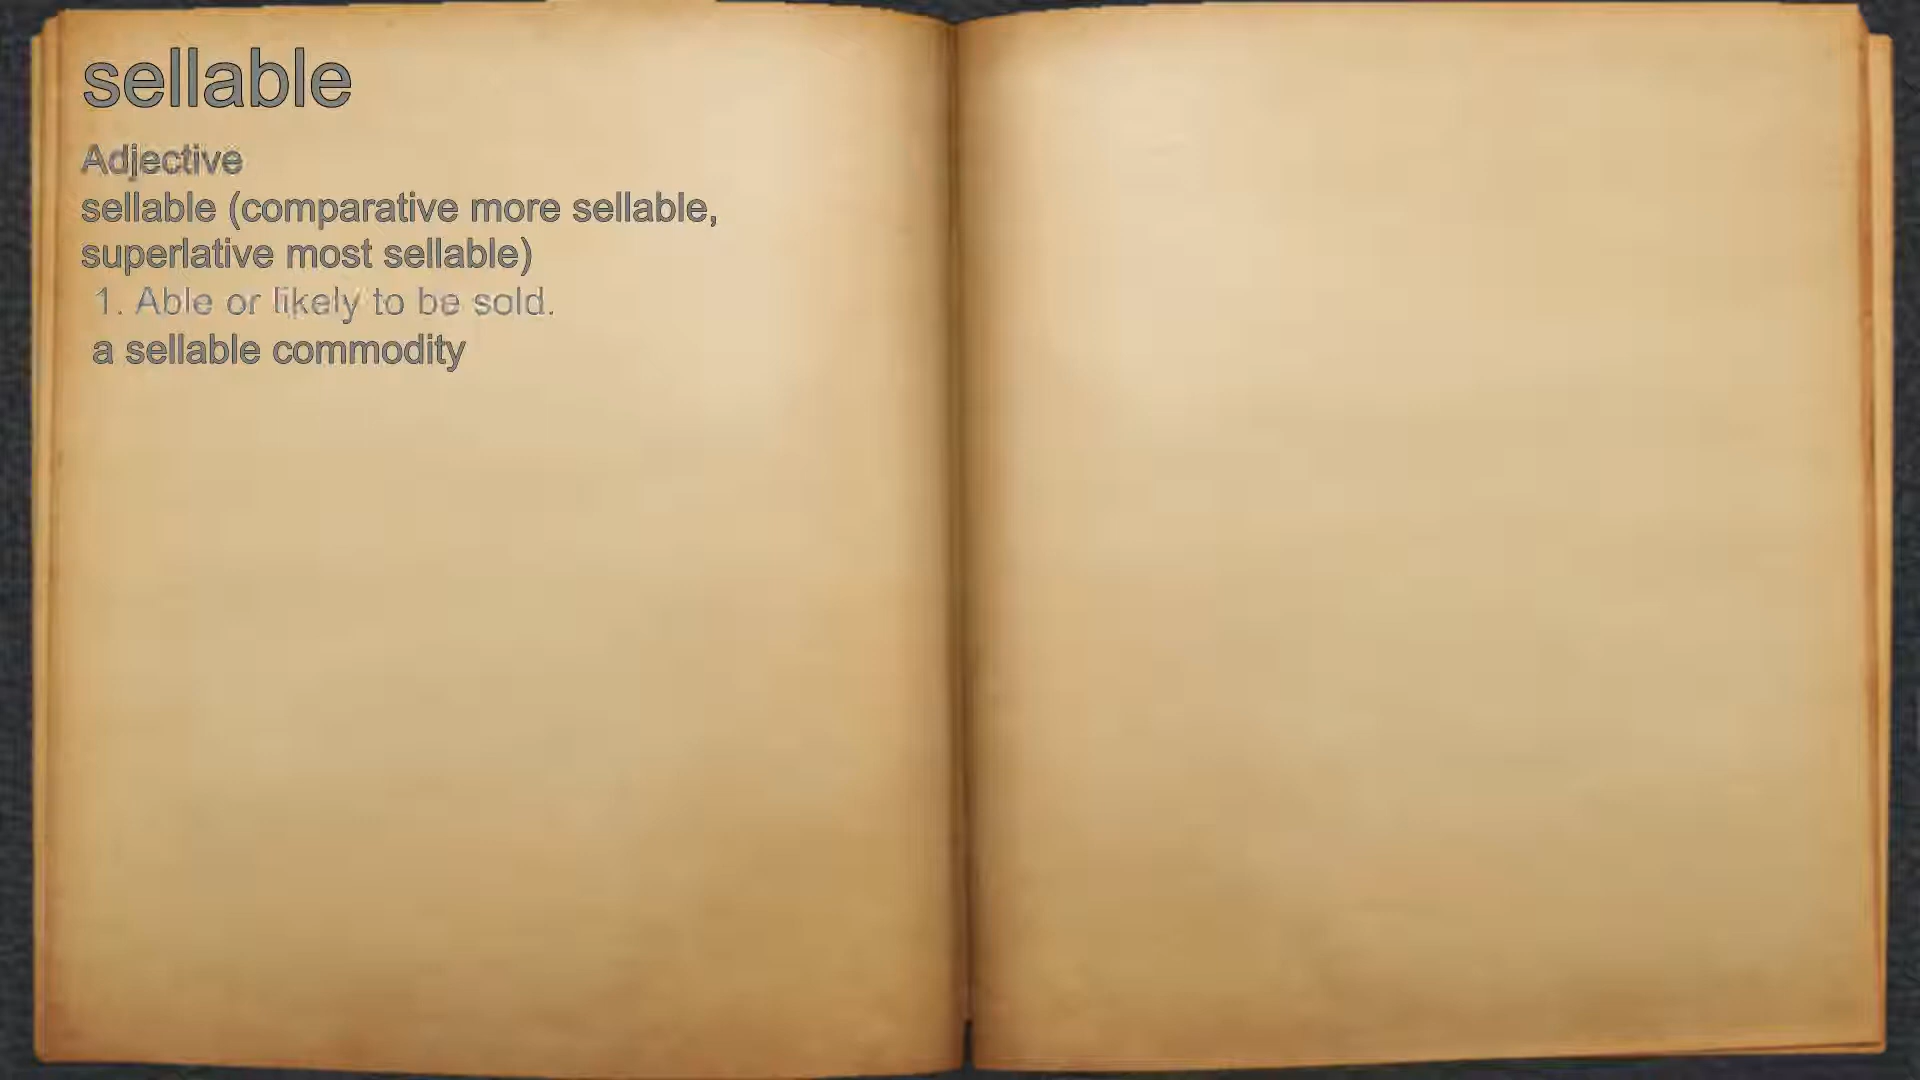 sellable
Adjective
sellable (comparative more sellable,
superlative most sellable)
1. Able or likely to be sold.
a sellable commodity